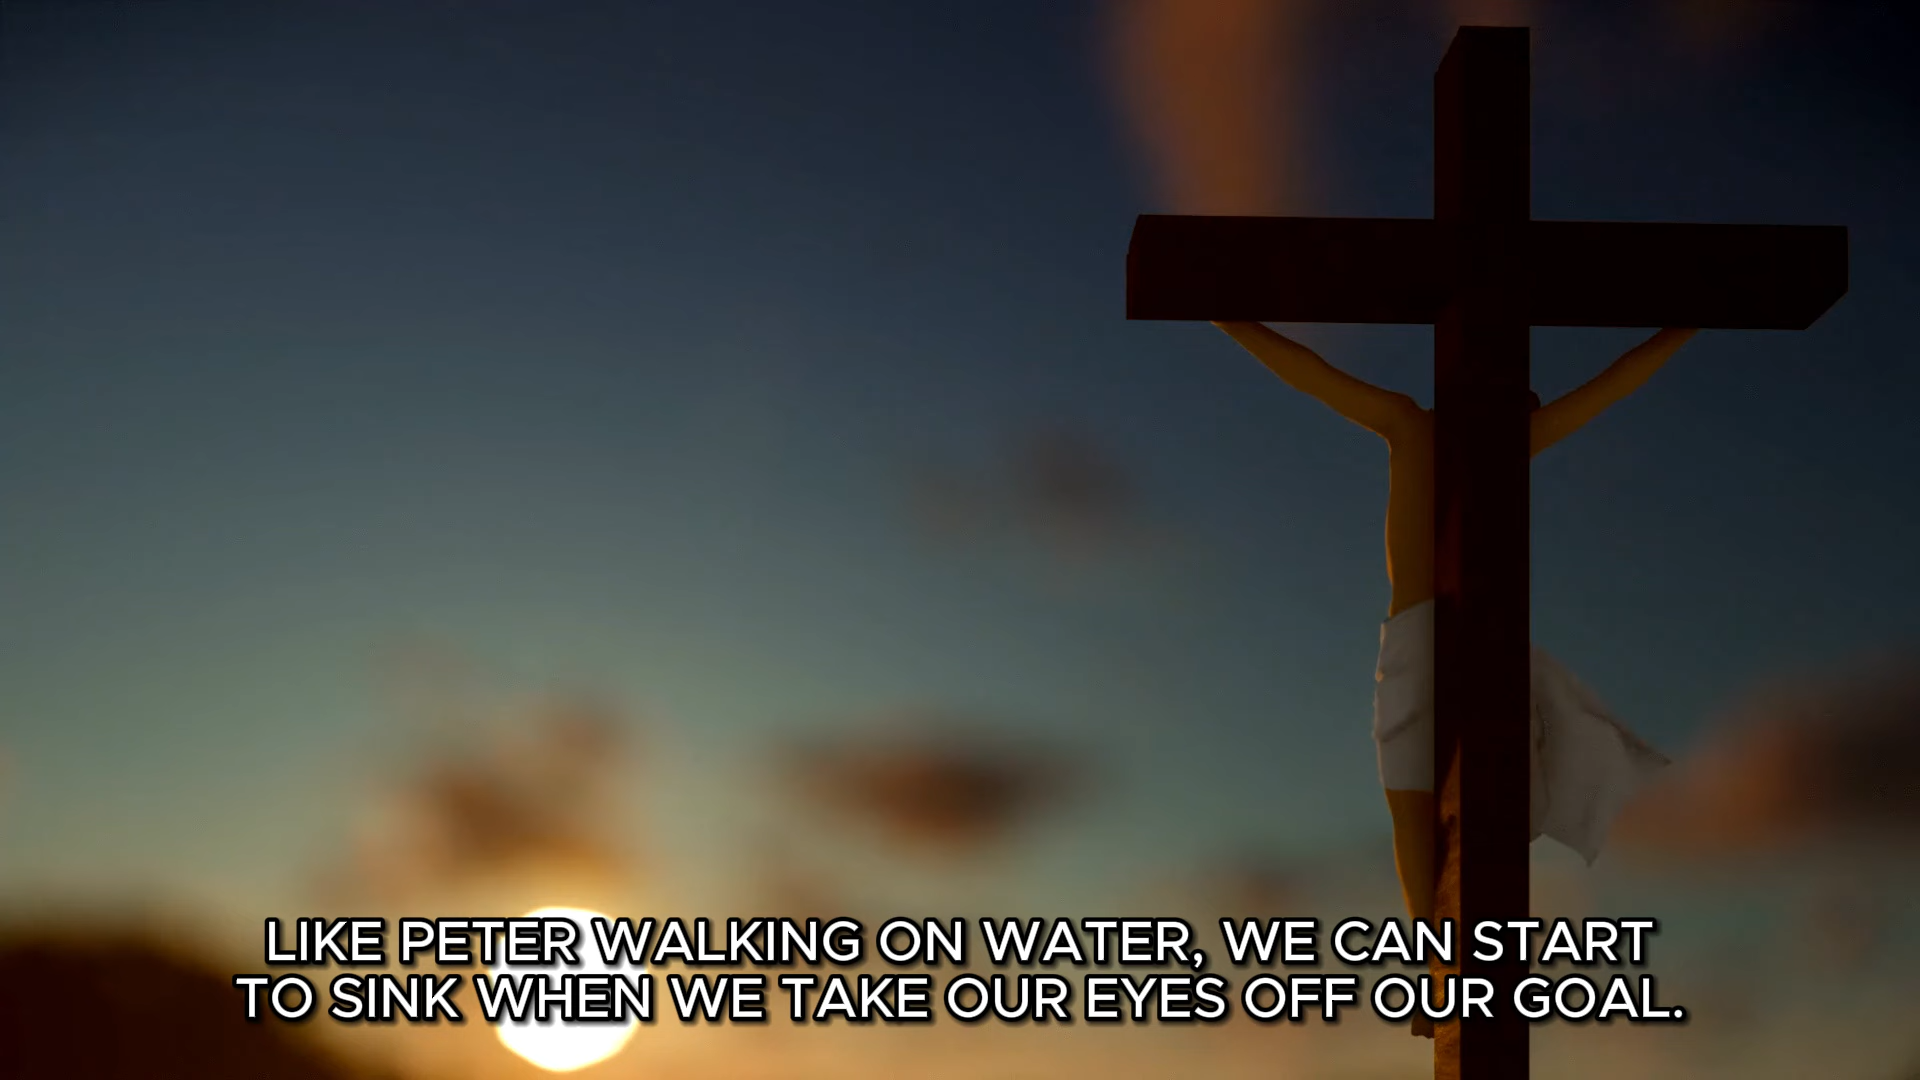 LIKE PETER WALKING ON WATER, WE CAN START
TO SINK WHEN WE TAKE OUR EYES OFF OUR GOAL.